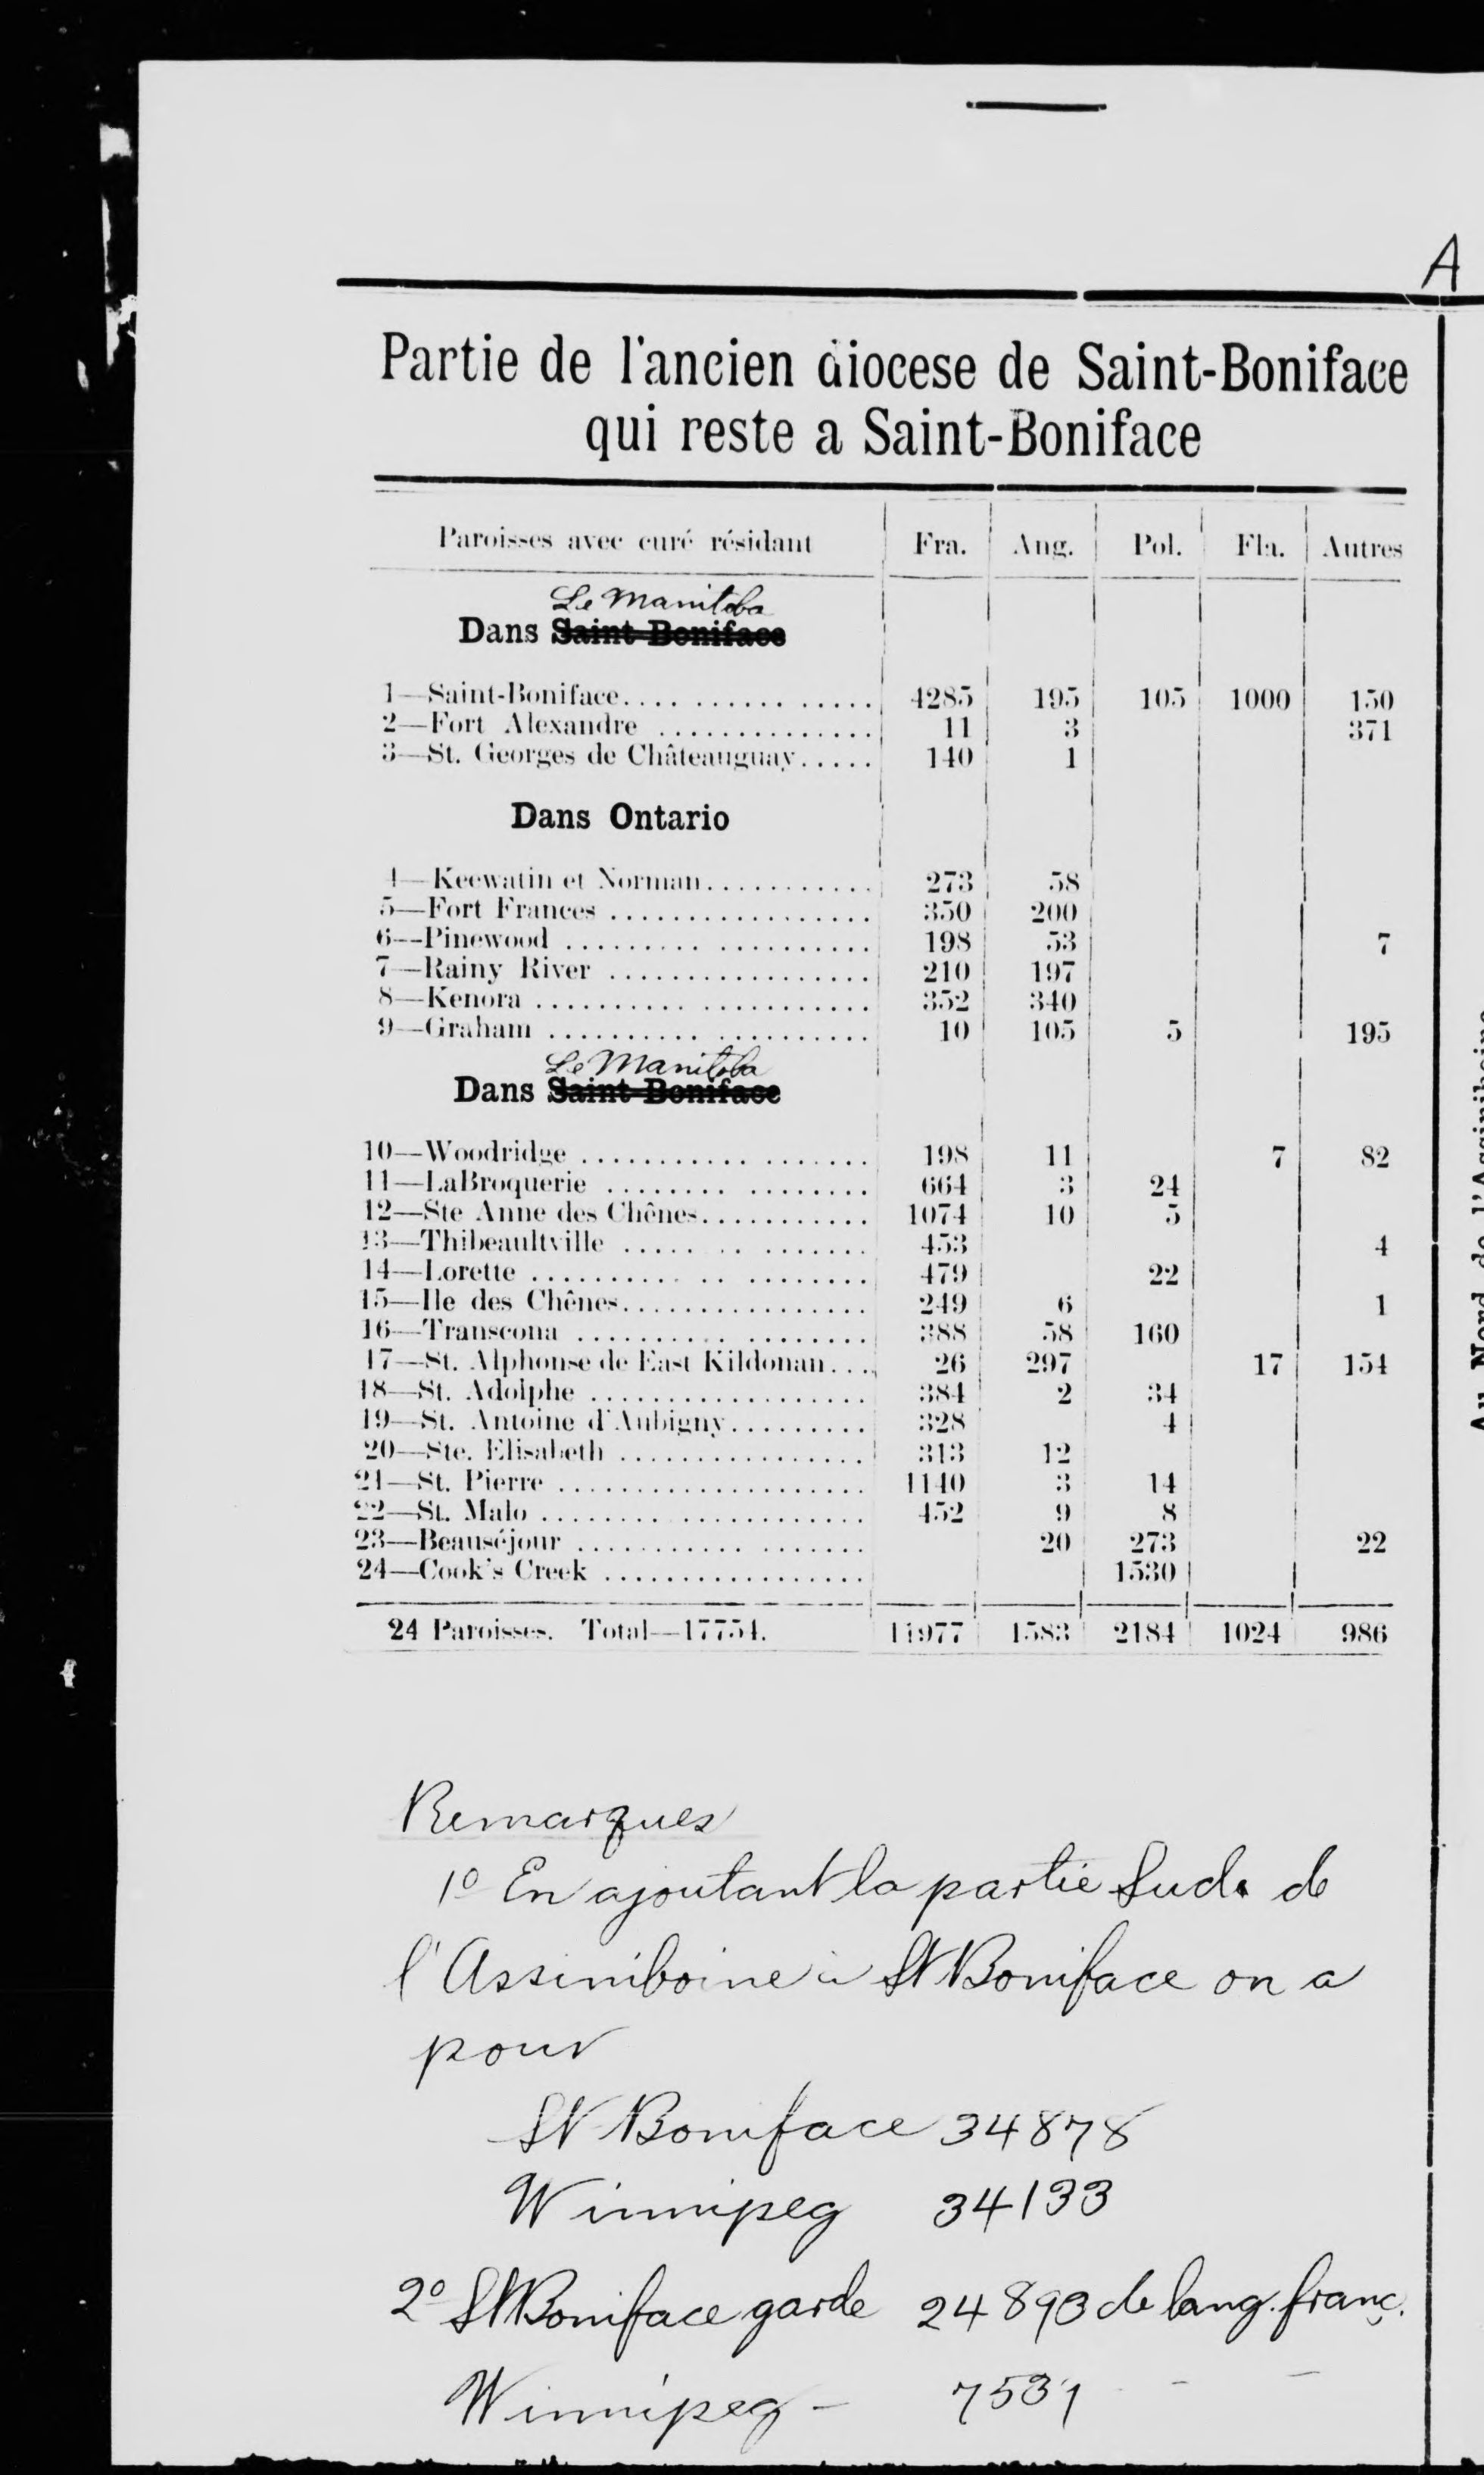 A
Partie de l'ancien diocese de Saint-Boniface
qui reste a Saint-Boniface
Paroisses avec curé résidant Fra. Ang. Pol. Fla. Autres
Le Manitoba
Dans Saint-Boniface
1—Saint-Boniface................ 4285 195 105 1000 150
2—Fort Alexandre .............. 11 3 371
3—St. Georges de Châteauguay..... 140 1
Dans Ontario
4—Keewatin et Norman........... 273 58
5—Fort Frances ................. 350 200
6—Pinewood .................... 198 53 7
7—Rainy River ................. 210 197
8—Kenora ...................... 352 340
9—Graham ..................... 10 105 5 195
Le Manitoba
Dans Saint-Boniface
10—Woodridge ................... 198 11 7 82
11—LaBroquerie ................ 664 3 24
12—Ste Anne des Chênes........... 1074 10 5
13—Thibeaultville ............... 453 4
14—Lorette ..................... 479 22
15—Ile des Chênes................ 249 6 1
16—Transcona .................. 388 58 160
17—St. Alphonse de East Kildonan... 26 297 17 154
18—St. Adolphe .................. 384 2 34
19—St. Antoine d'Aubigny......... 328 4
20—Ste. Elisabeth ................ 313 12
21—St. Pierre .................... 1140 3 14
22—St. Malo ..................... 452 9 8
23—Beauséjour .................. 20 273 22
24—Cook's Creek ................. 1530
24 Paroisses. Total—17754. 11977 1583 2184 1024 986
Remarques
1º En ajoutant la partie Sud de
l'Assiniboine à St Boniface on a
pour
St Boniface 34878
Winnipeg 34133
2º St Boniface garde 24893 de lang. franç.
Winnipeg - 7531 - -
Au Nord de l'Assiniboine